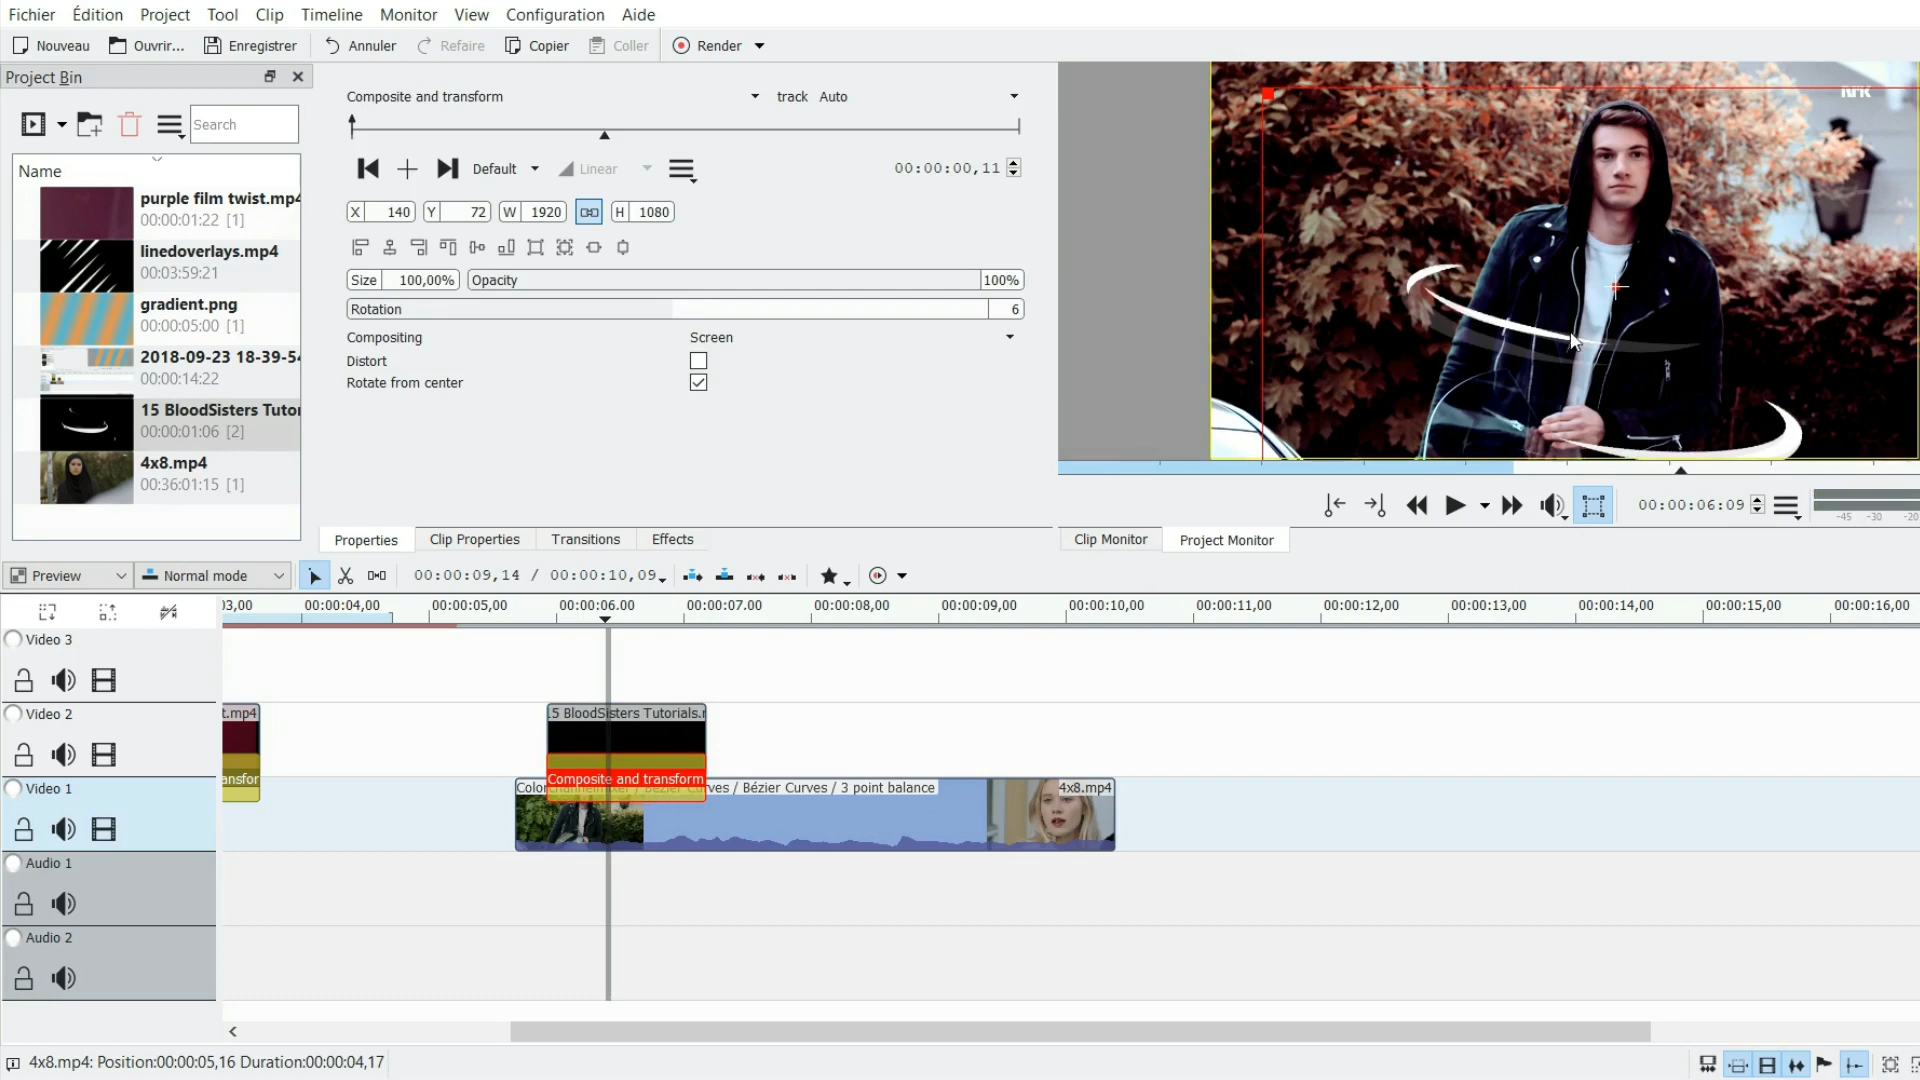 Fichier Édition Project Tool Clip Timeline Monitor View Configuration Aide
Nouveau Ouvrir... Enregistrer Annuler Refaire Copier Coller Render
Project Bin
Search
Name
purple film twist.mp4
00:00:01:22 [1]
linedoverlays.mp4
00:03:59:21
gradient.png
00:00:05:00 [1]
2018-09-23 18-39-54
00:00:14:22
15 BloodSisters Tutor
00:00:01:06 [2]
4x8.mp4
00:36:01:15 [1]
Composite and transform track Auto
Default Linear 00:00:00,11
X 140 Y 72 W 1920 H 1080
Size 100,00% Opacity 100%
Rotation 6
Compositing Screen
Distort
Rotate from center
Properties Clip Properties Transitions Effects
NRK
00:00:06:09
-45 -30 -20
Clip Monitor Project Monitor
Preview Normal mode 00:00:09,14 / 00:00:10,09
03,00 00:00:04,00 00:00:05,00 00:00:06.00 00:00:07.00 00:00:08,00 00:00:09,00 00:00:10,00 00:00:11,00 00:00:12,00 00:00:13,00 00:00:14,00 00:00:15,00 00:00:16,00
Video 3
Video 2
t.mp4
ansfor
15 BloodSisters Tutorials.r
Composite and transform
Video 1
Colorchannelmixer / Bézier Curves / Bézier Curves / 3 point balance
4x8.mp4
Audio 1
Audio 2
4x8.mp4: Position:00:00:05,16 Duration:00:00:04,17